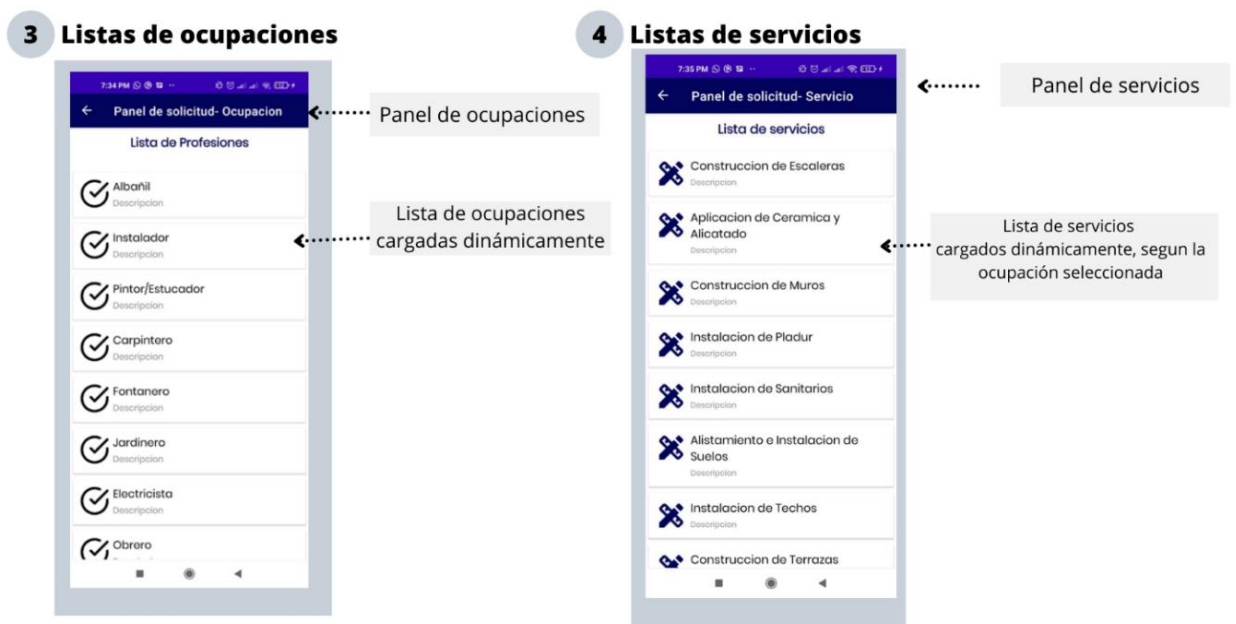 3 Listas de ocupaciones
7:34 PM
Panel de solicitud- Ocupacion
Lista de Profesiones
Albañil
Descripcion
Instalador
Descripcion
Pintor/Estucador
Descripcion
Carpintero
Descripcion
Fontanero
Descripcion
Jardinero
Descripcion
Electricista
Descripcion
Obrero
Panel de ocupaciones
Lista de ocupaciones
cargadas dinámicamente
4 Listas de servicios
7:35 PM
Panel de solicitud- Servicio
Lista de servicios
Construccion de Escaleras
Descripcion
Aplicacion de Ceramica y
Alicatado
Descripcion
Construccion de Muros
Descripcion
Instalacion de Pladur
Descripcion
Instalacion de Sanitarios
Descripcion
Alistamiento e Instalacion de
Suelos
Descripcion
Instalacion de Techos
Descripcion
Construccion de Terrazas
Panel de servicios
Lista de servicios
cargados dinámicamente, segun la
ocupación seleccionada